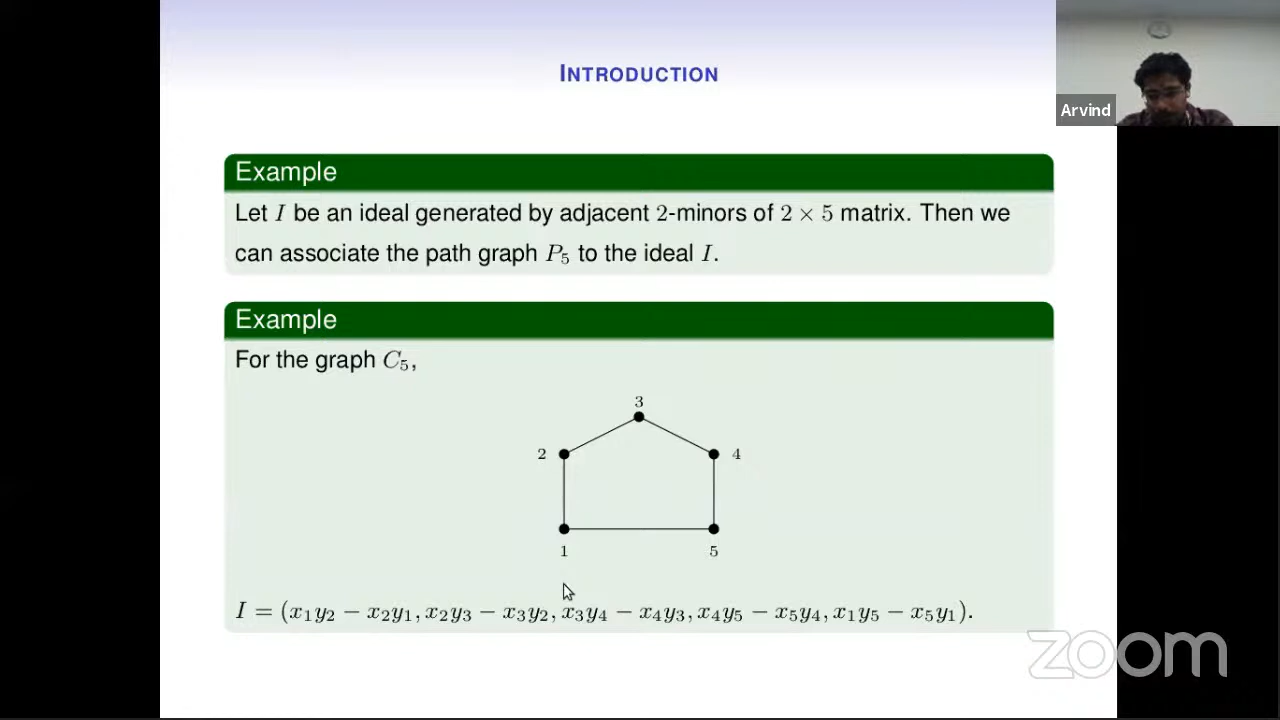 INTRODUCTION
Arvind
Example
Let I be an ideal generated by adjacent 2-minors of 2 × 5 matrix. Then we
can associate the path graph P₅ to the ideal I.
Example
For the graph C₅,
3
2
4
1
5
I = (x₁y₂ − x₂y₁, x₂y₃ − x₃y₂, x₃y₄ − x₄y₃, x₄y₅ − x₅y₄, x₁y₅ − x₅y₁).
zoom